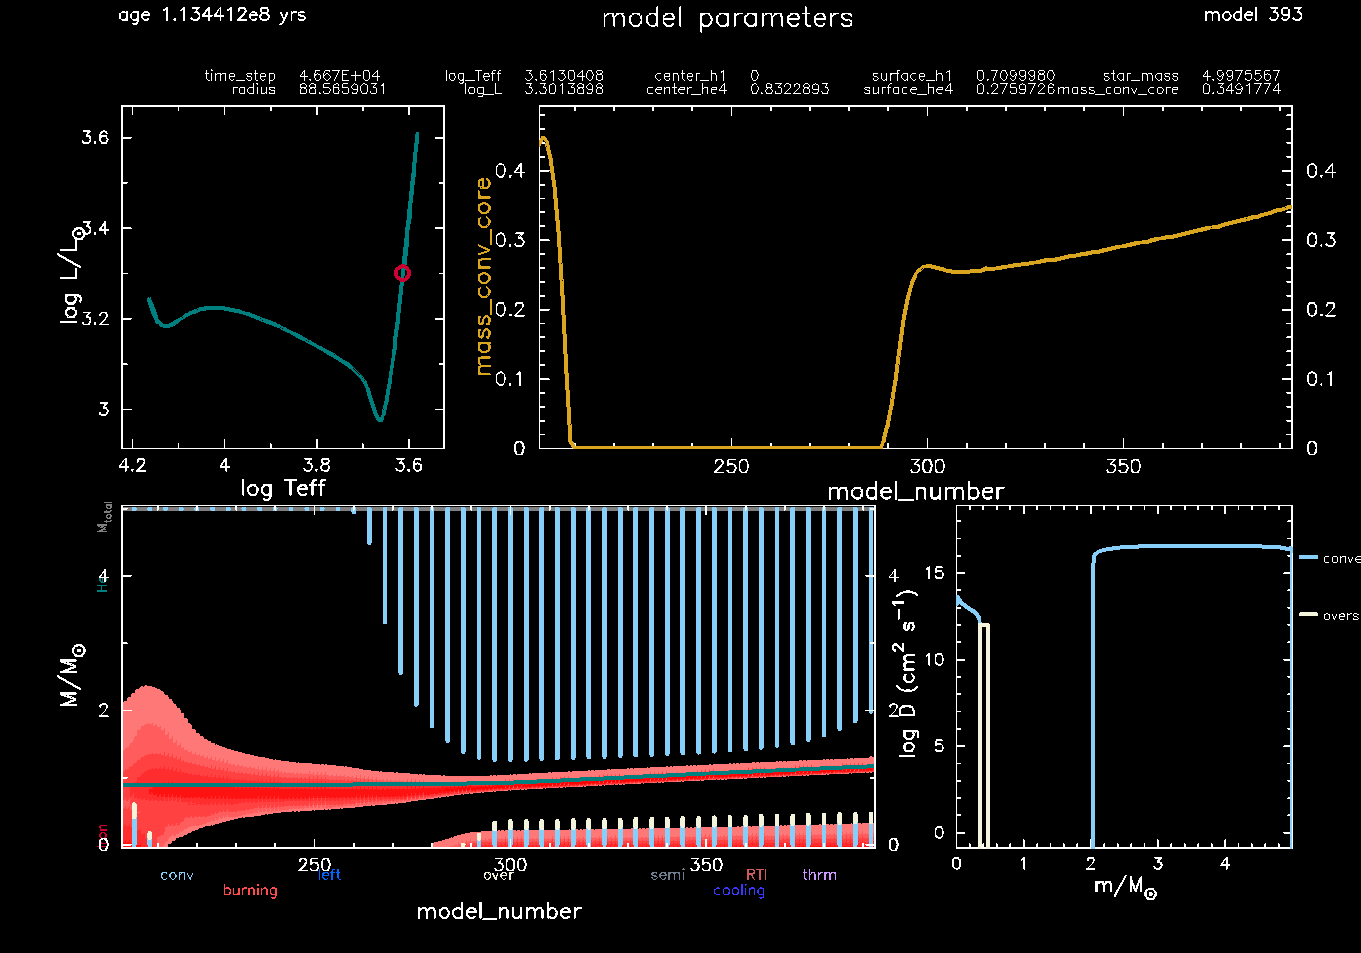 age 1.134412e8 yrs model parameters model 393
time_step 4.667E+04 log_Teff 3.6130408 center_h1 0 surface_h1 0.7099980 star_mass 4.9975567
radius 88.5659031 log_L 3.3013898 center_he4 0.8322893 surface_he4 0.2759726 mass_conv_core 0.3491774
log L/L☉
3.6
3.4
3.2
3
4.2 4 3.8 3.6
log Teff
mass_conv_core
0.4 0.4
0.3 0.3
0.2 0.2
0.1 0.1
0 0
250 300 350
model_number
M/M☉
Mtotal
He
4 4
2 2
0 0
250 300 350
conv left over semi RTI thrm
burning cooling
model_number
log D (cm² s⁻¹)
15
10
5
0
0 1 2 3 4
m/M☉
conve
overs